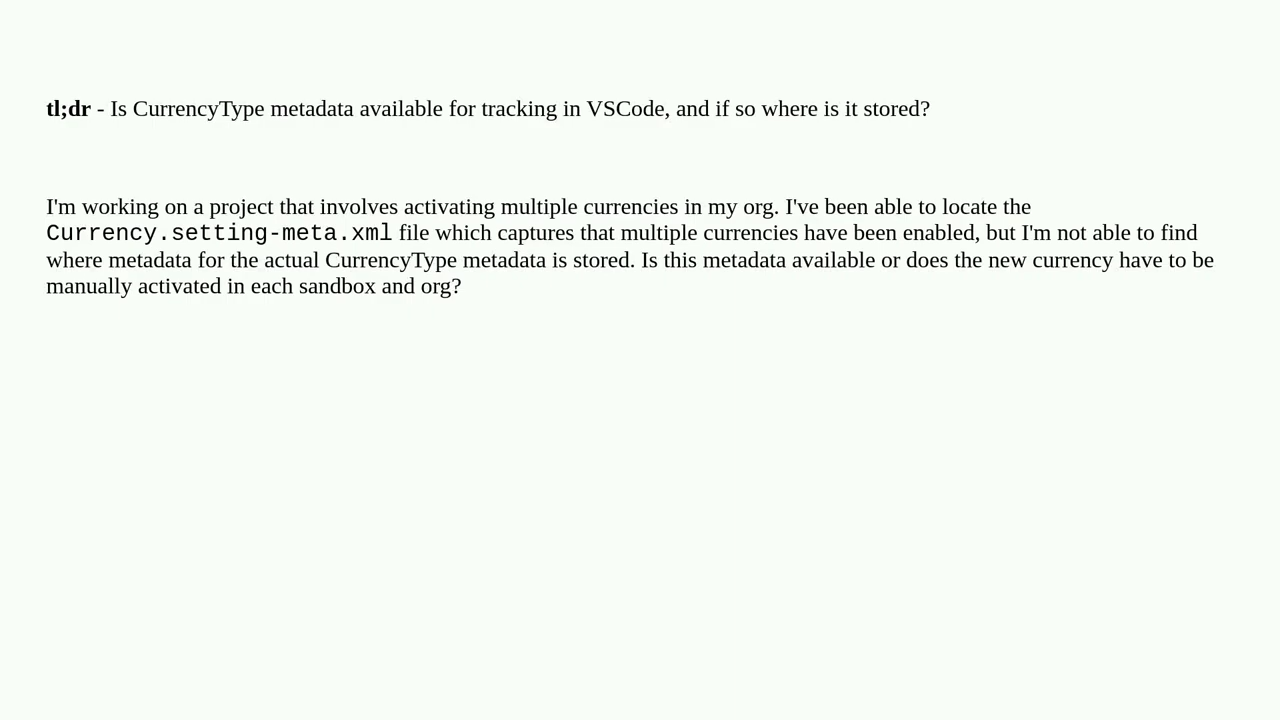 tl;dr - Is CurrencyType metadata available for tracking in VSCode, and if so where is it stored?
I'm working on a project that involves activating multiple currencies in my org. I've been able to locate the
Currency.setting-meta.xml file which captures that multiple currencies have been enabled, but I'm not able to find
where metadata for the actual CurrencyType metadata is stored. Is this metadata available or does the new currency have to be
manually activated in each sandbox and org?